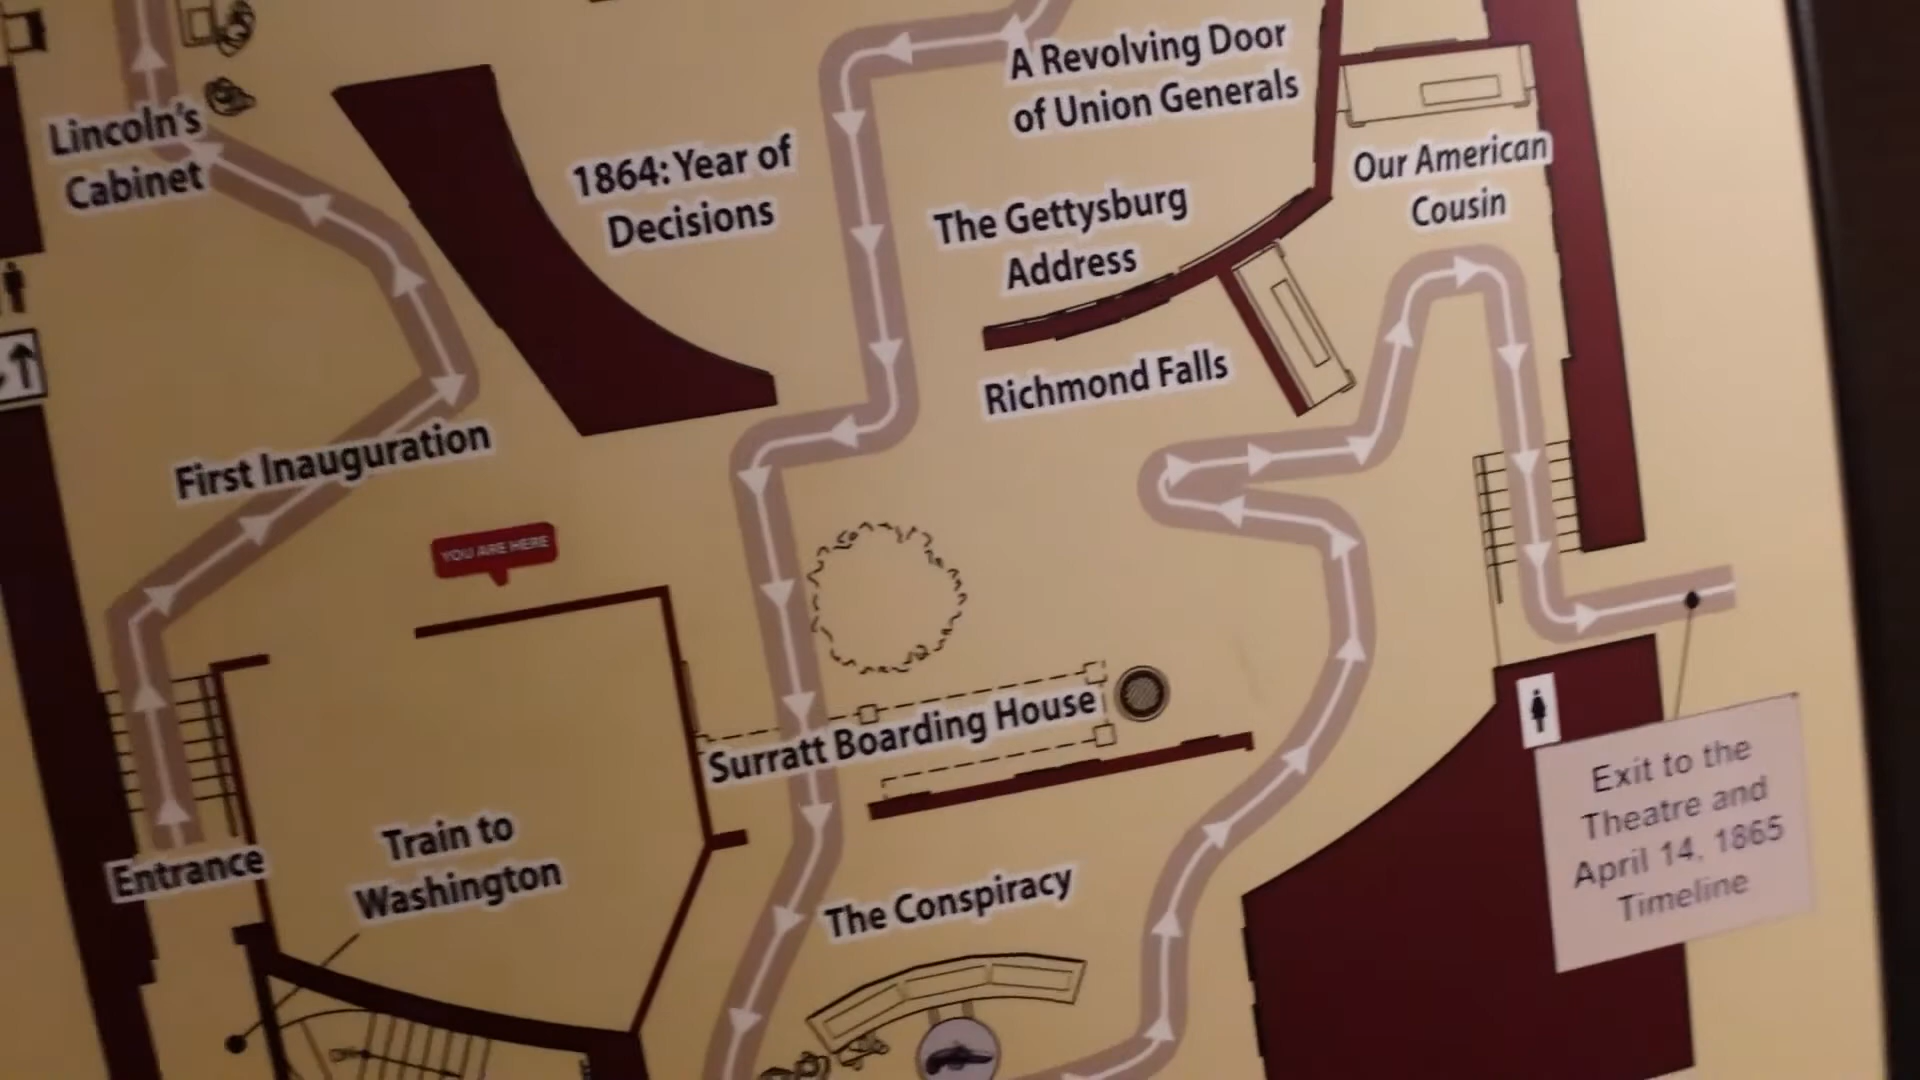 A Revolving Door
of Union Generals
Lincoln's
Cabinet
1864: Year of
Decisions
Our American
Cousin
The Gettysburg
Address
Richmond Falls
First Inauguration
YOU ARE HERE
Surratt Boarding House
Exit to the
Theatre and
April 14, 1865
Timeline
Train to
Washington
Entrance
The Conspiracy